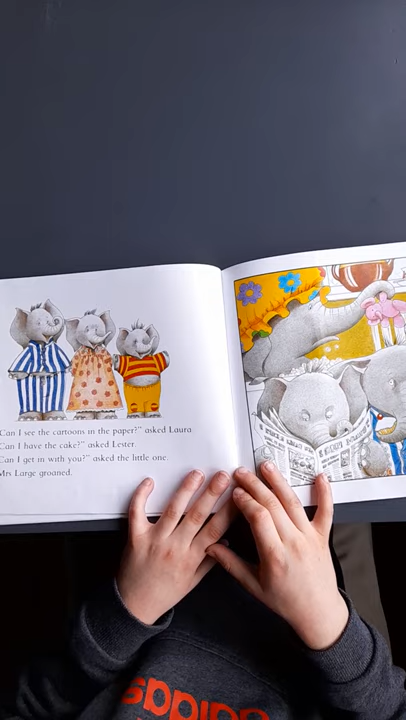 Can I see the cartoons in the paper?" asked Laura
Can I have the cake?" asked Lester.
Can I get in with you?" asked the little one.
Mrs Large groaned.
adidas